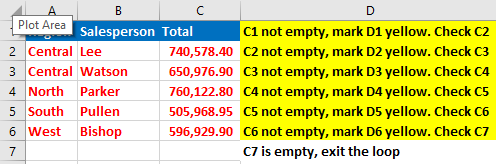 A B C D
Plot Area Salesperson Total C1 not empty, mark D1 yellow. Check C2
2 Central Lee 740,578.40 C2 not empty, mark D2 yellow. Check C3
3 Central Watson 650,976.90 C3 not empty, mark D3 yellow. Check C4
4 North Parker 760,122.80 C4 not empty, mark D4 yellow. Check C5
5 South Pullen 505,968.95 C5 not empty, mark D5 yellow. Check C6
6 West Bishop 596,929.90 C6 not empty, mark D6 yellow. Check C7
7 C7 is empty, exit the loop